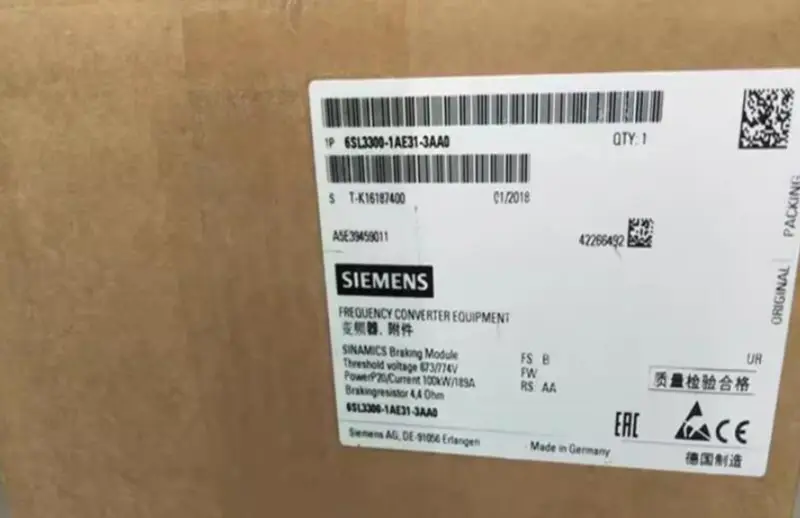 1P 6SL3300-1AE31-3AA0 QTY: 1
S T-K16187400 01/2018
A5E39459011 42266492
SIEMENS
FREQUENCY CONVERTER EQUIPMENT
变频器, 附件
SINAMICS Braking Module FS B UR
Threshold voltage 673/774V FW
PowerP20/Current 100kW/189A RS AA
Brakingresistor 4,4 Ohm
6SL3300-1AE31-3AA0
质量检验合格
EAC CE
Siemens AG, DE-91056 Erlangen Made in Germany
德国制造
ORIGINAL PACKING